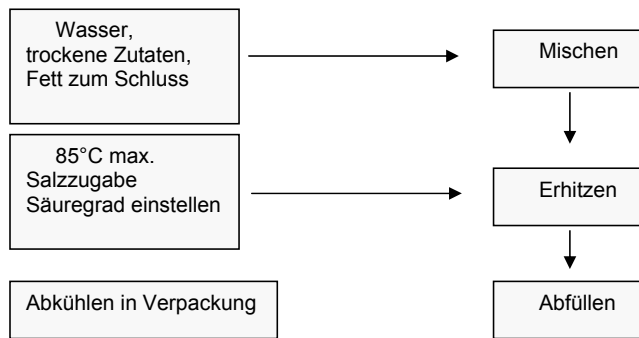 Wasser,
trockene Zutaten,
Fett zum Schluss
Mischen
85°C max.
Salzzugabe
Säuregrad einstellen
Erhitzen
Abkühlen in Verpackung
Abfüllen